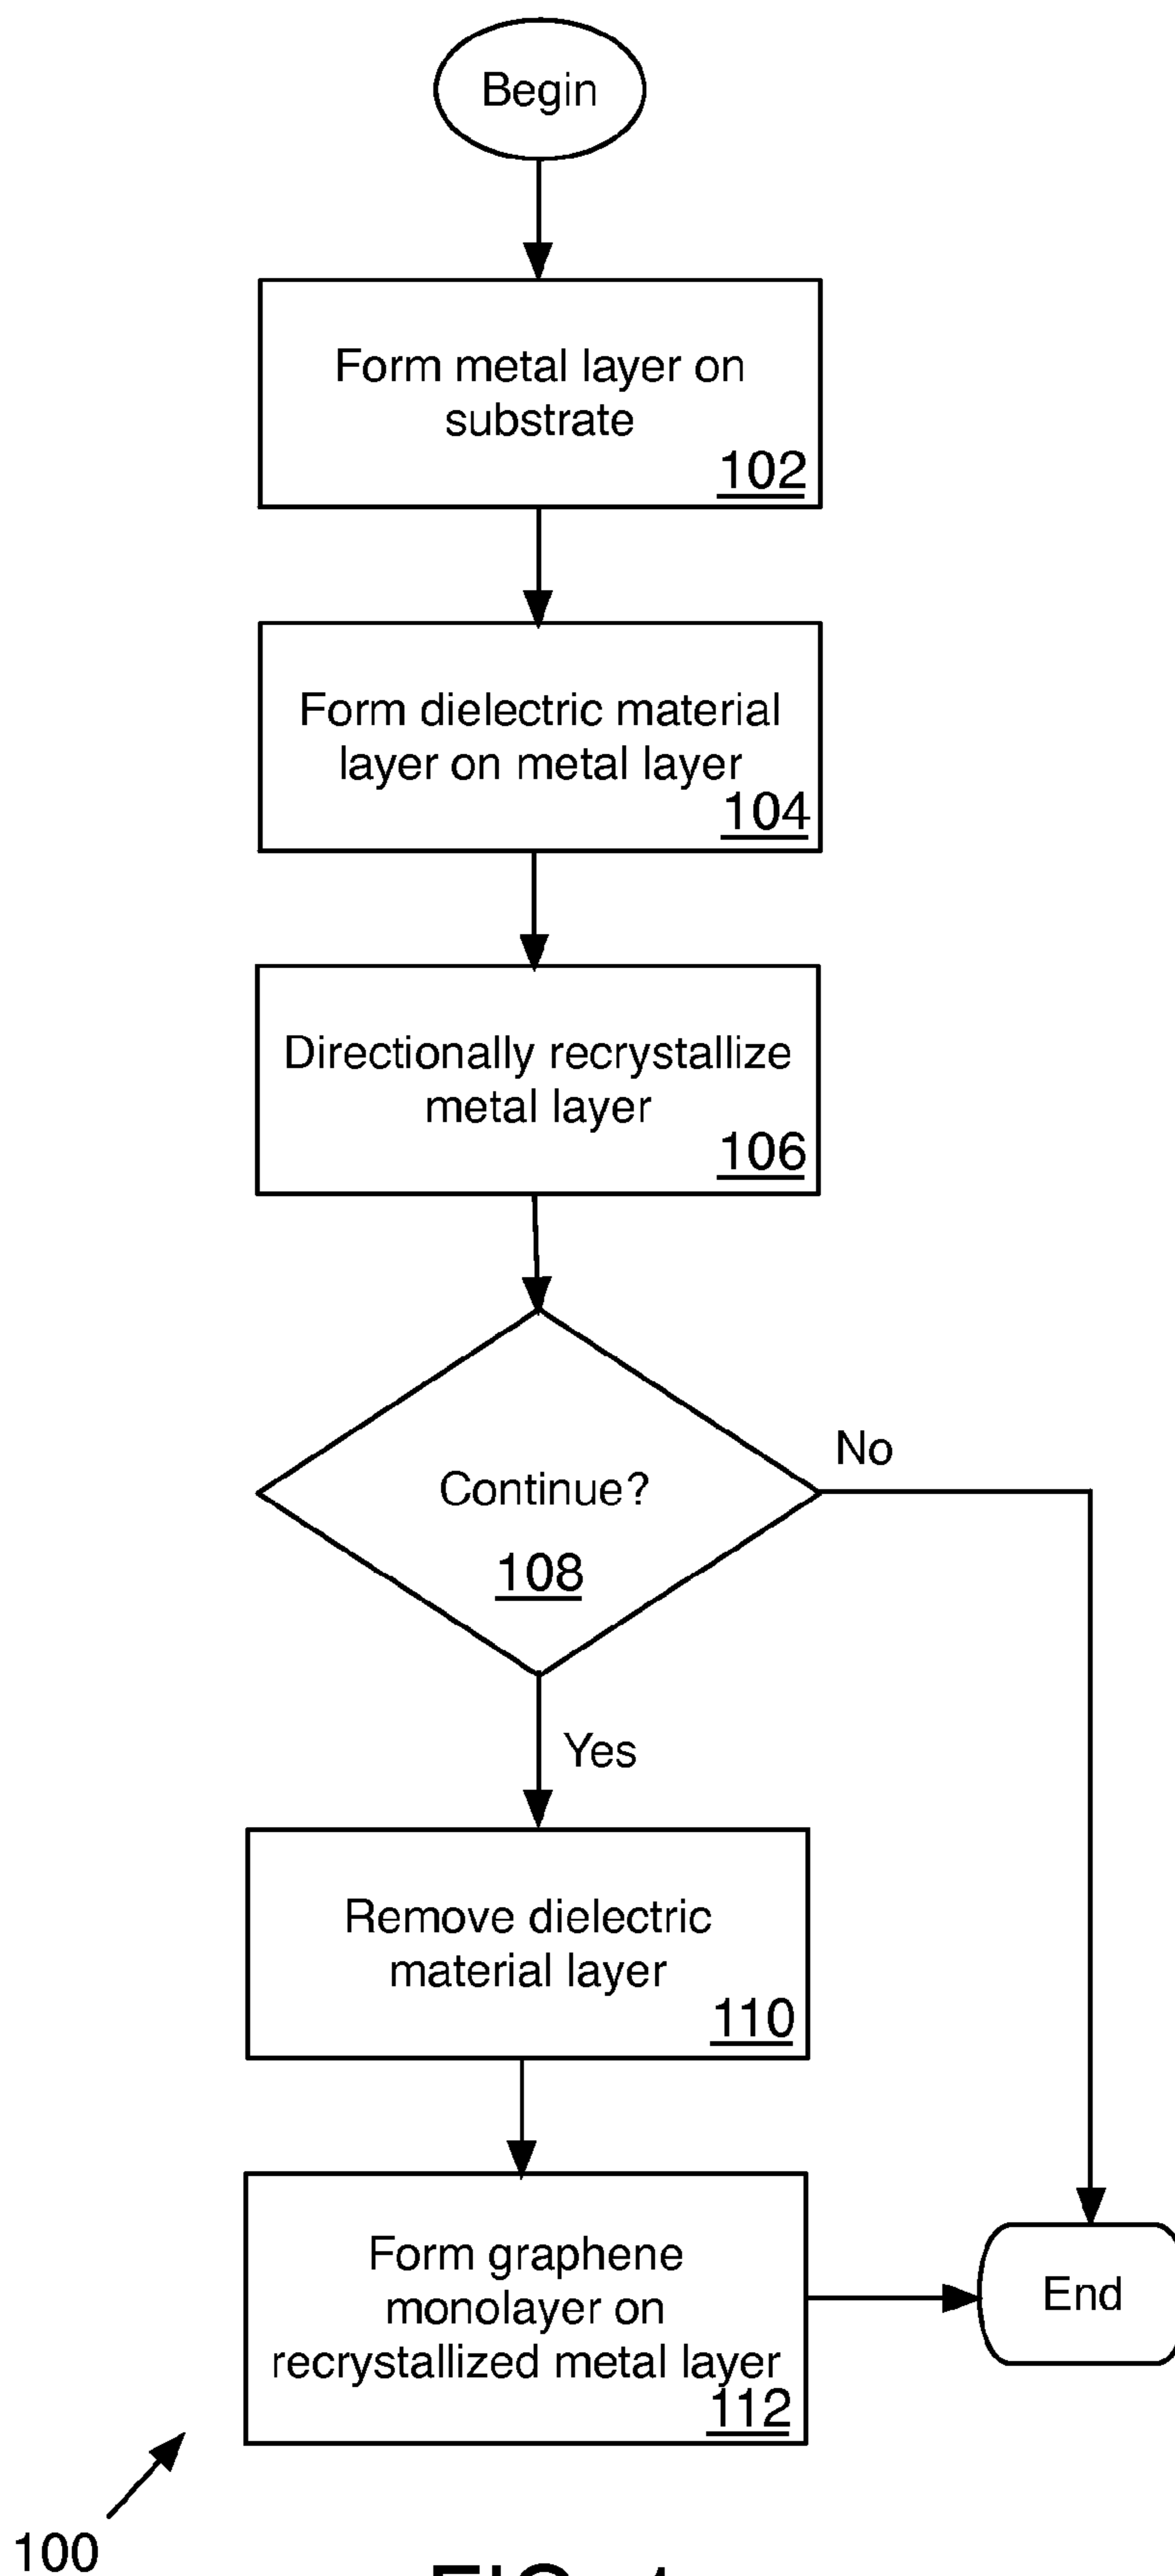 Begin
Form metal layer on
substrate
102
Form dielectric material
layer on metal layer
104
Directionally recrystallize
metal layer
106
Continue?
108
No
Yes
Remove dielectric
material layer
110
Form graphene
monolayer on
recrystallized metal layer
112
End
100